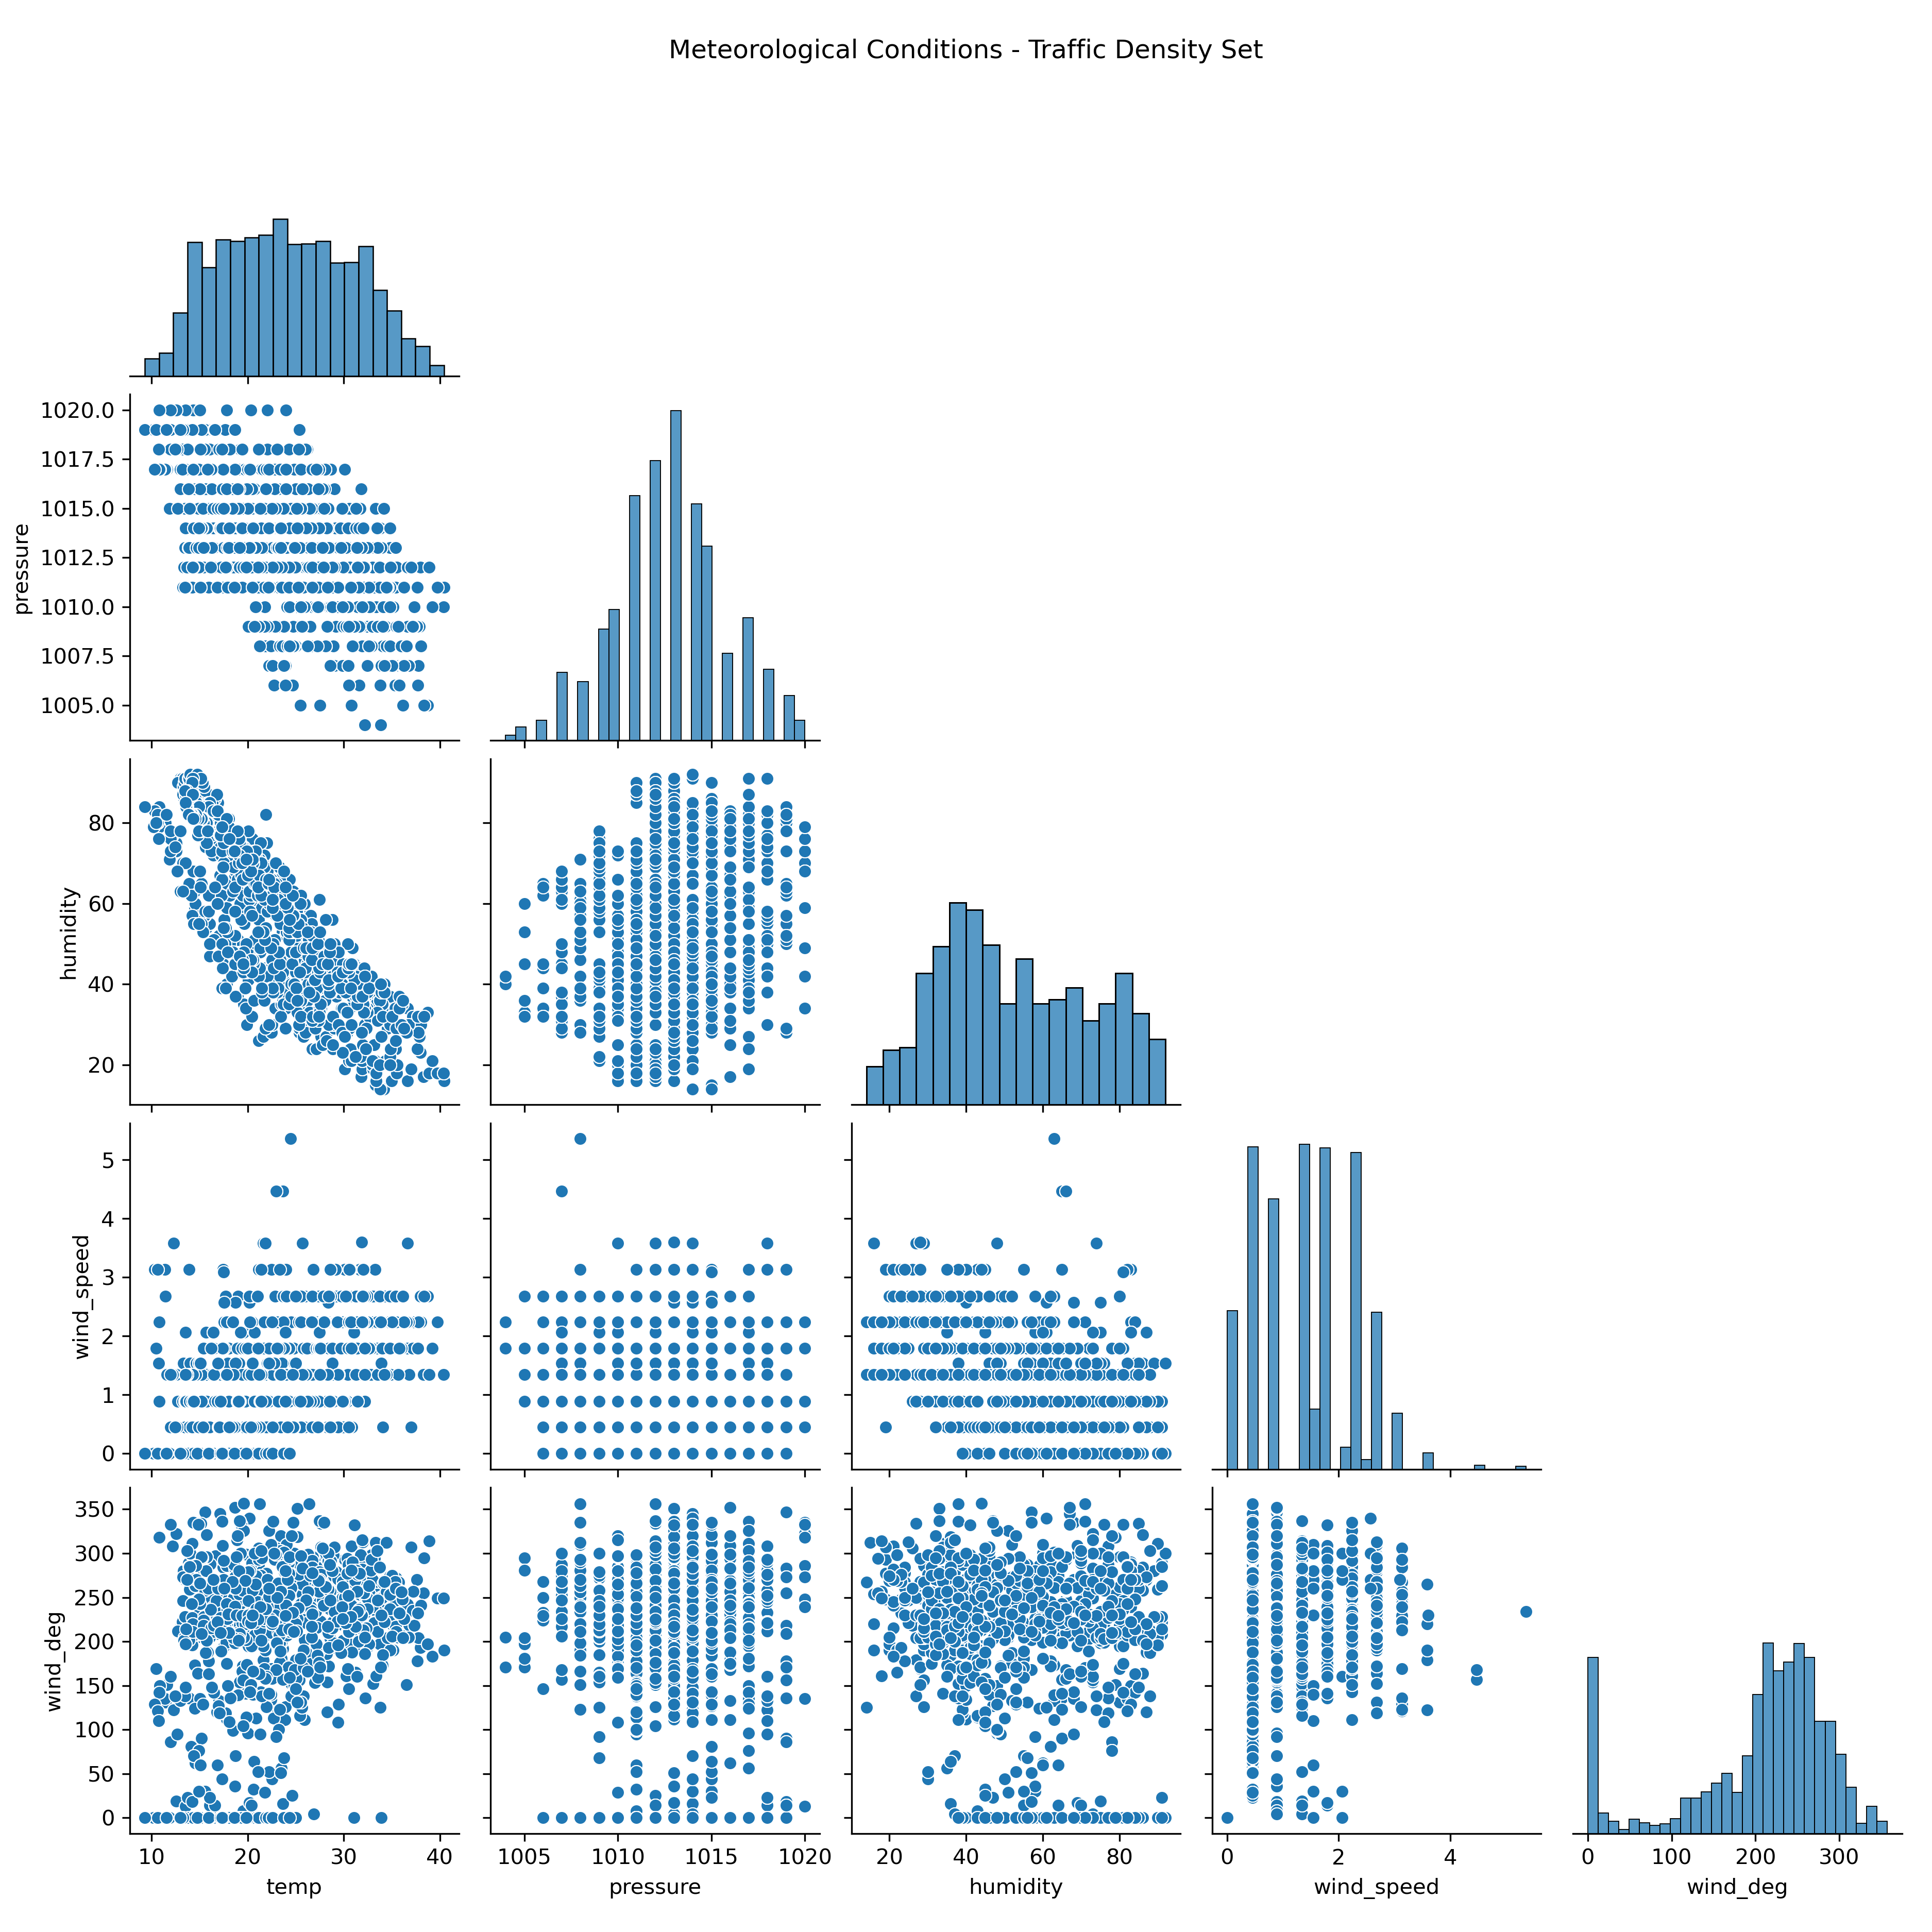 Meteorological Conditions - Traffic Density Set
1020.0
1017.5
1015.0
1012.5
1010.0
1007.5
1005.0
pressure
80
60
40
20
humidity
5
4
3
2
1
0
wind_speed
350
300
250
200
150
100
50
0
wind_deg
10 20 30 40
1005 1010 1015 1020
20 40 60 80
0 2 4
0 100 200 300
temp
pressure
humidity
wind_speed
wind_deg